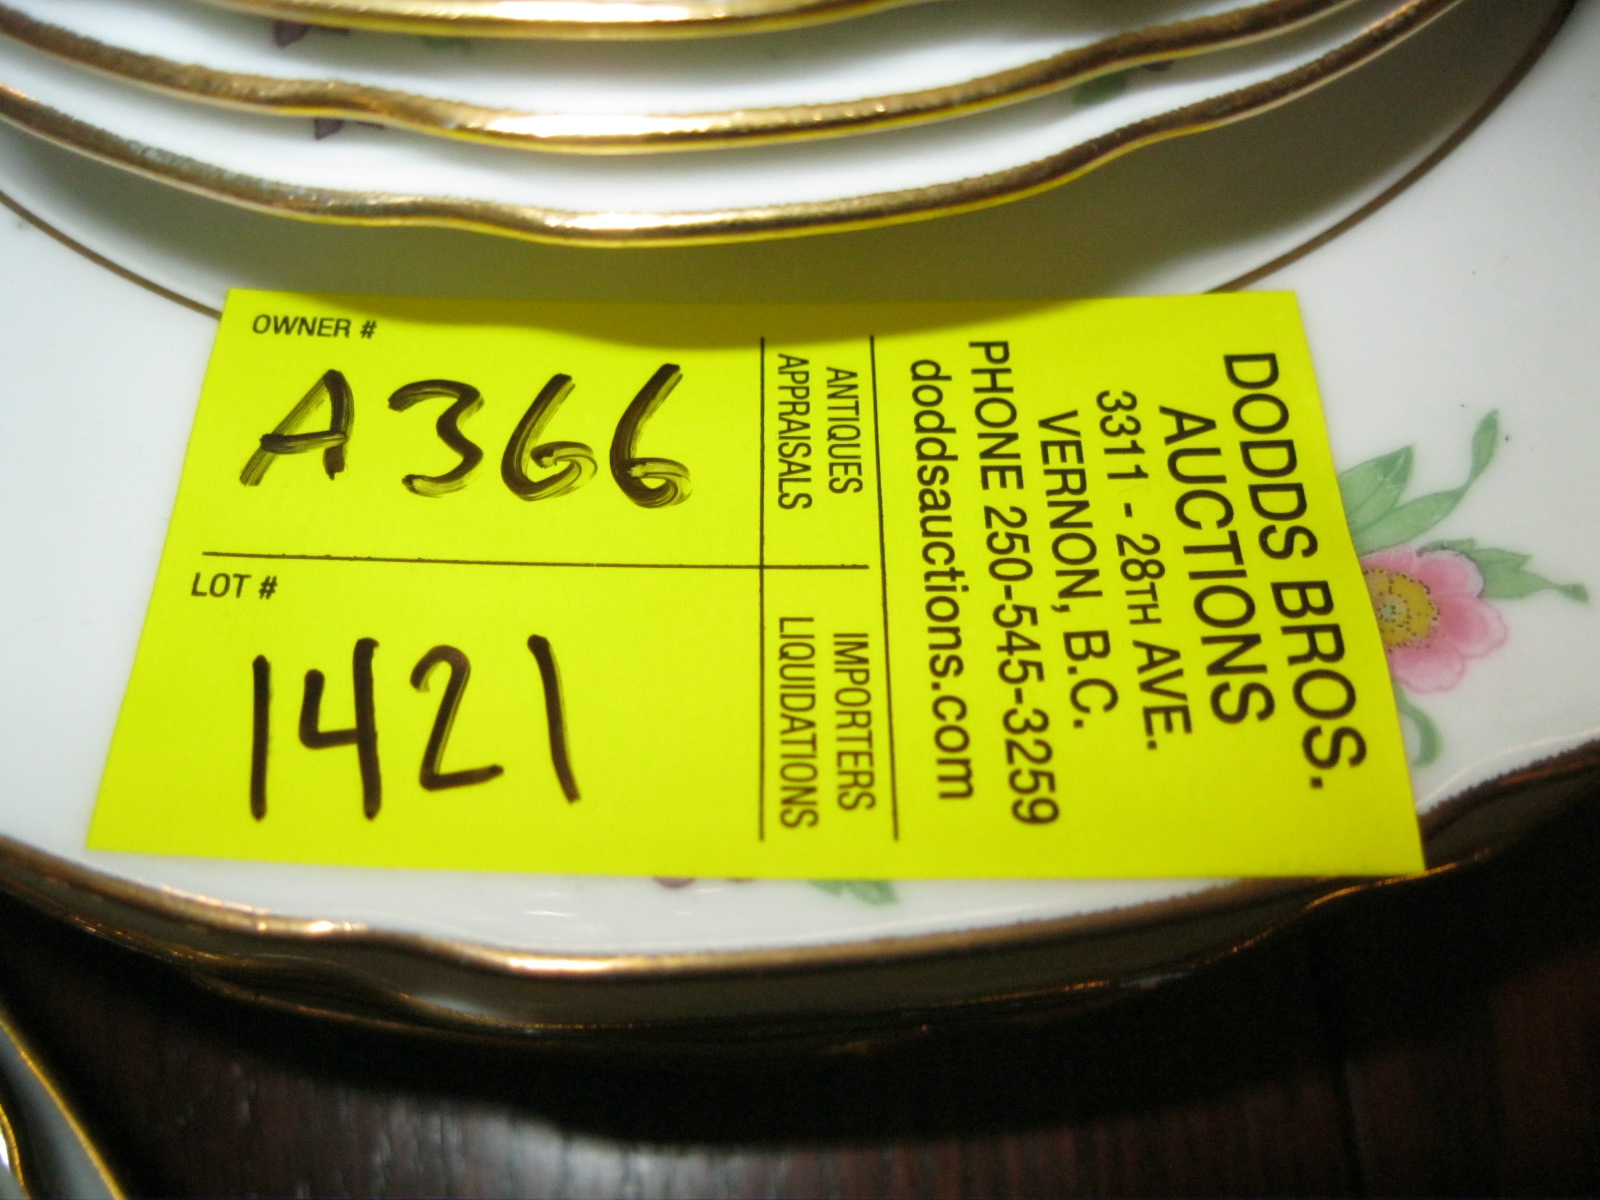 OWNER #
A366
LOT #
1421
ANTIQUES
APPRAISALS
IMPORTERS
LIQUIDATIONS
DODDS BROS.
AUCTIONS
3311 - 28TH AVE.
VERNON, B.C.
PHONE 250-545-3259
doddsauctions.com